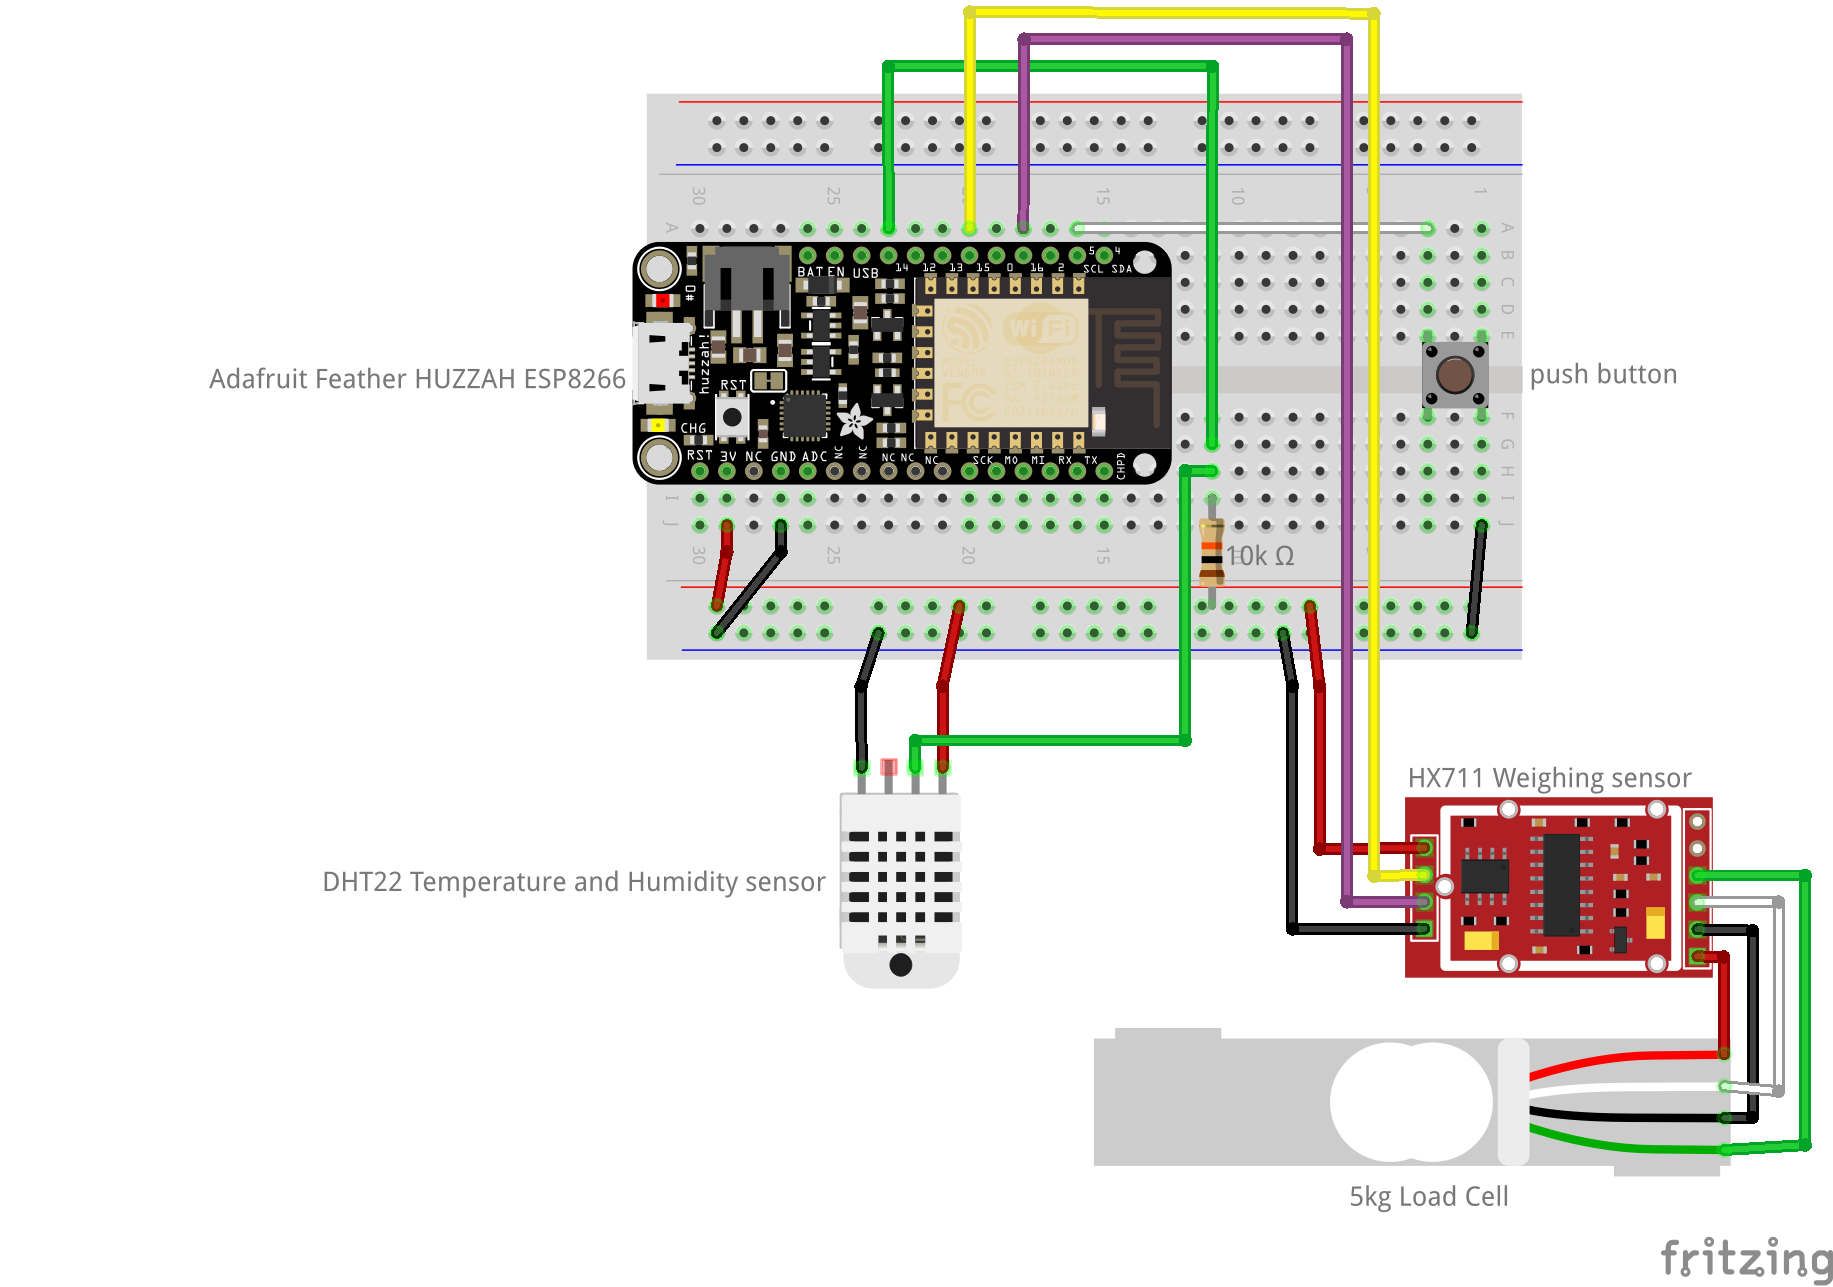 30
25
15
10
1
A
A
BAT EN USB
14 12 13 15 0 16 2
5 4
SCL SDA
B
C
D
E
#0
huzzah!
WiFi
FC
RST
Adafruit Feather HUZZAH ESP8266
push button
CHG
F
G
H
RST 3V NC GND ADC NC NC NC NC NC SCK MO MI RX TX CHPD
I
I
J
J
30
25
20
15
10k Ω
HX711 Weighing sensor
DHT22 Temperature and Humidity sensor
5kg Load Cell
fritzing